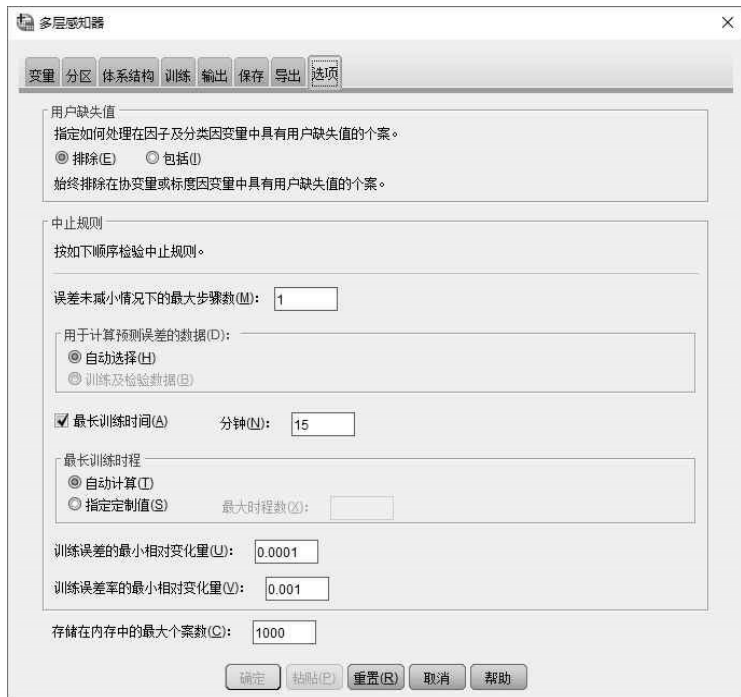 多层感知器
变量 分区 体系结构 训练 输出 保存 导出 选项
用户缺失值
指定如何处理在因子及分类因变量中具有用户缺失值的个案。
排除(E) 包括(I)
始终排除在协变量或标度因变量中具有用户缺失值的个案。
中止规则
按如下顺序检验中止规则。
误差未减小情况下的最大步骤数(M): 1
用于计算预测误差的数据(D):
自动选择(H)
训练及检验数据(B)
最长训练时间(A) 分钟(N): 15
最长训练时程
自动计算(T)
指定定制值(S) 最大时程数(X):
训练误差的最小相对变化量(U): 0.0001
训练误差率的最小相对变化量(V): 0.001
存储在内存中的最大个案数(C): 1000
确定 粘贴(P) 重置(R) 取消 帮助